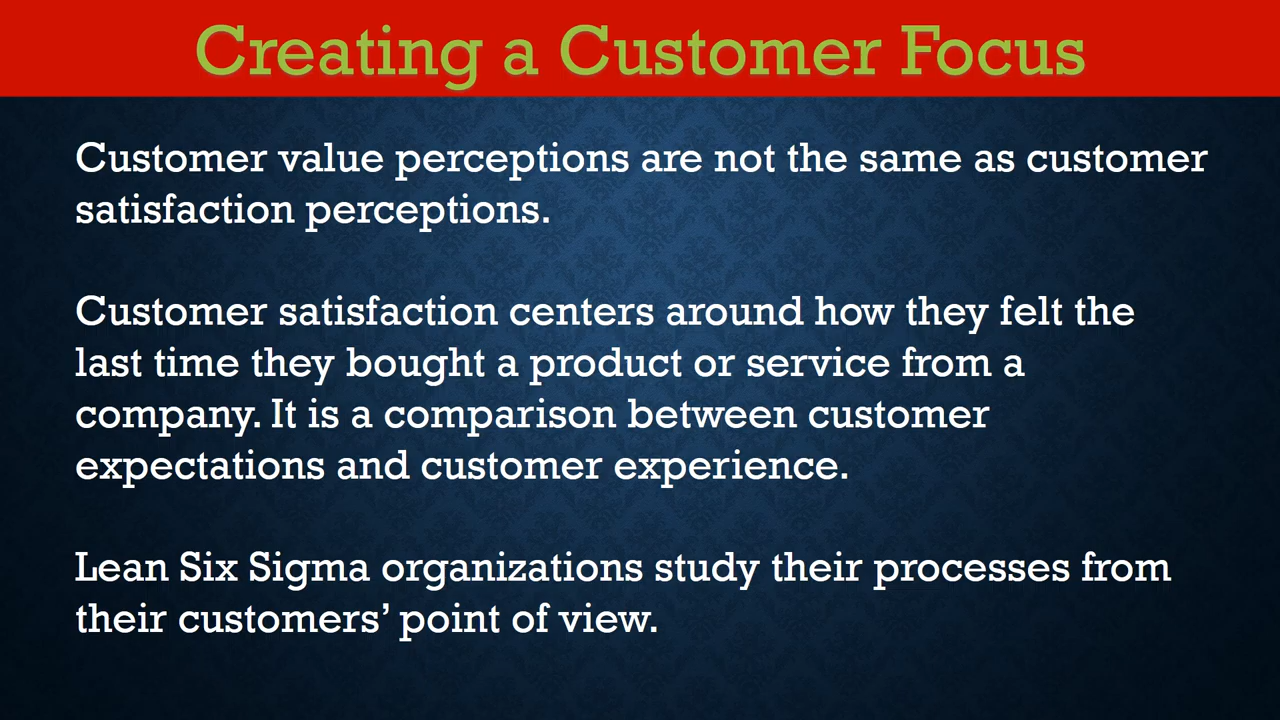 Creating a Customer Focus
Customer value perceptions are not the same as customer
satisfaction perceptions.
Customer satisfaction centers around how they felt the
last time they bought a product or service from a
company. It is a comparison between customer
expectations and customer experience.
Lean Six Sigma organizations study their processes from
their customers’ point of view.